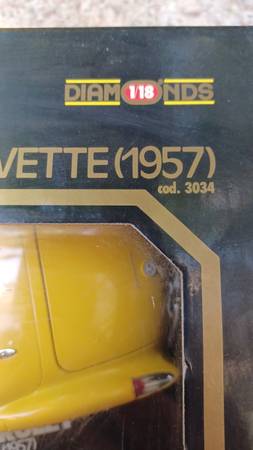 DIAM 1/18 NDS
VETTE (1957)
cod. 3034